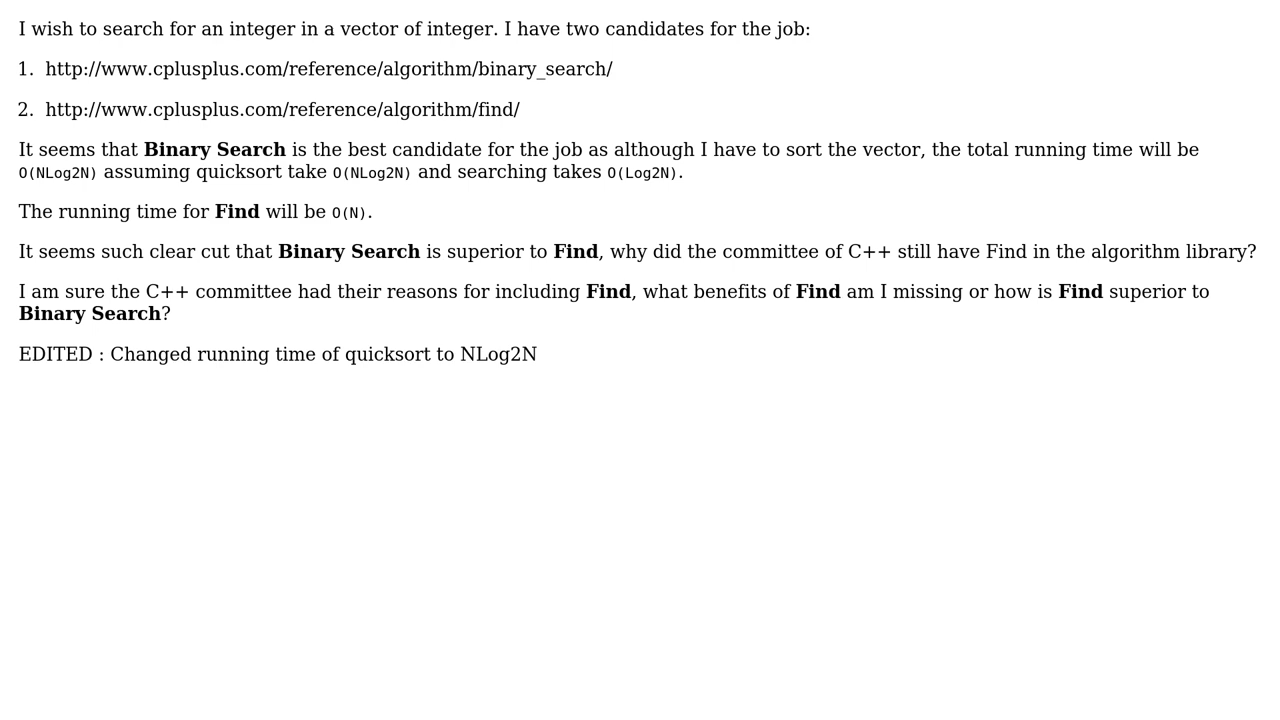 I wish to search for an integer in a vector of integer. I have two candidates for the job:
1. http://www.cplusplus.com/reference/algorithm/binary_search/
2. http://www.cplusplus.com/reference/algorithm/find/
It seems that Binary Search is the best candidate for the job as although I have to sort the vector, the total running time will be
O(NLog2N) assuming quicksort take O(NLog2N) and searching takes O(Log2N).
The running time for Find will be O(N).
It seems such clear cut that Binary Search is superior to Find, why did the committee of C++ still have Find in the algorithm library?
I am sure the C++ committee had their reasons for including Find, what benefits of Find am I missing or how is Find superior to
Binary Search?
EDITED : Changed running time of quicksort to NLog2N